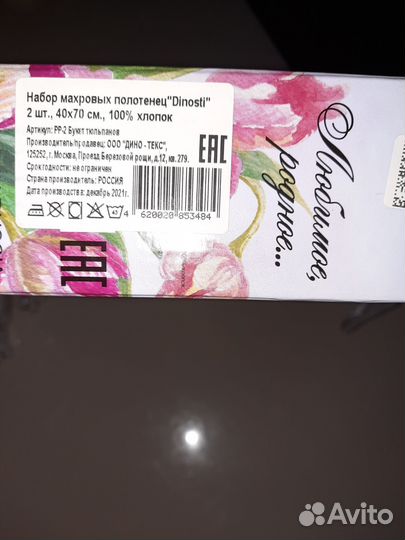 Набор махровых полотенец"Dinosti"
2 шт., 40х70 см., 100% хлопок
Артикул: РР-2 Букет тюльпанов
Производитель продавец: ООО "ДИНО - ТЕКС",
125252, г. Москва, Проезд Березовой рощи, д.12, кв.279.
Срок годности: не ограничен
Страна производитель: РОССИЯ
Дата производства: декабрь 2021г.
EAC
40
620020853484
EAC
Любимое,
родное...
Avito